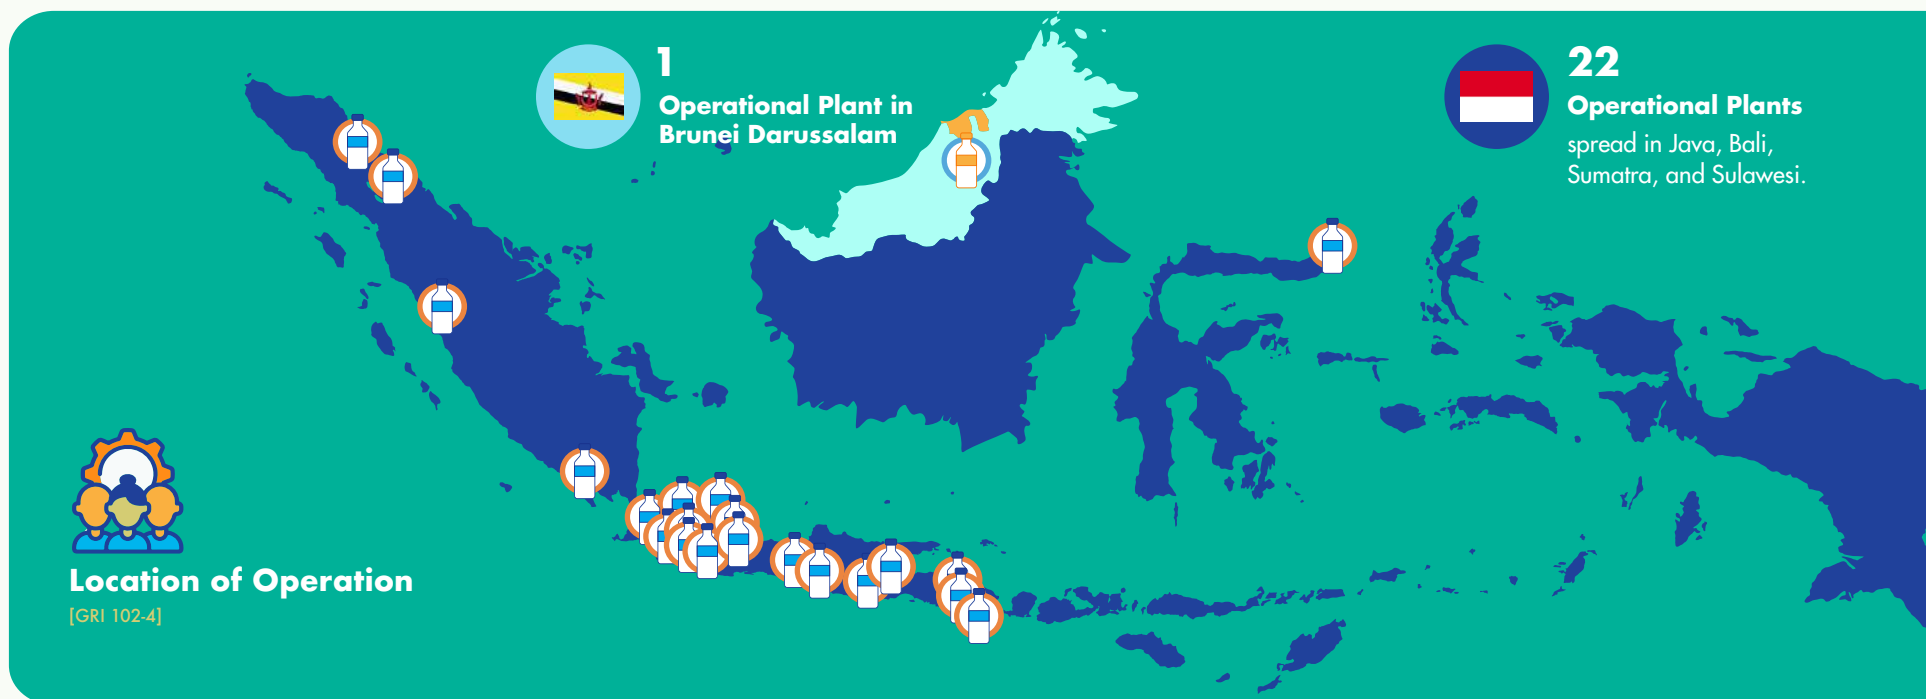 1
Operational Plant in
Brunei Darussalam
22
Operational Plants
spread in Java, Bali,
Sumatra, and Sulawesi.
Location of Operation
[GRI 102-4]